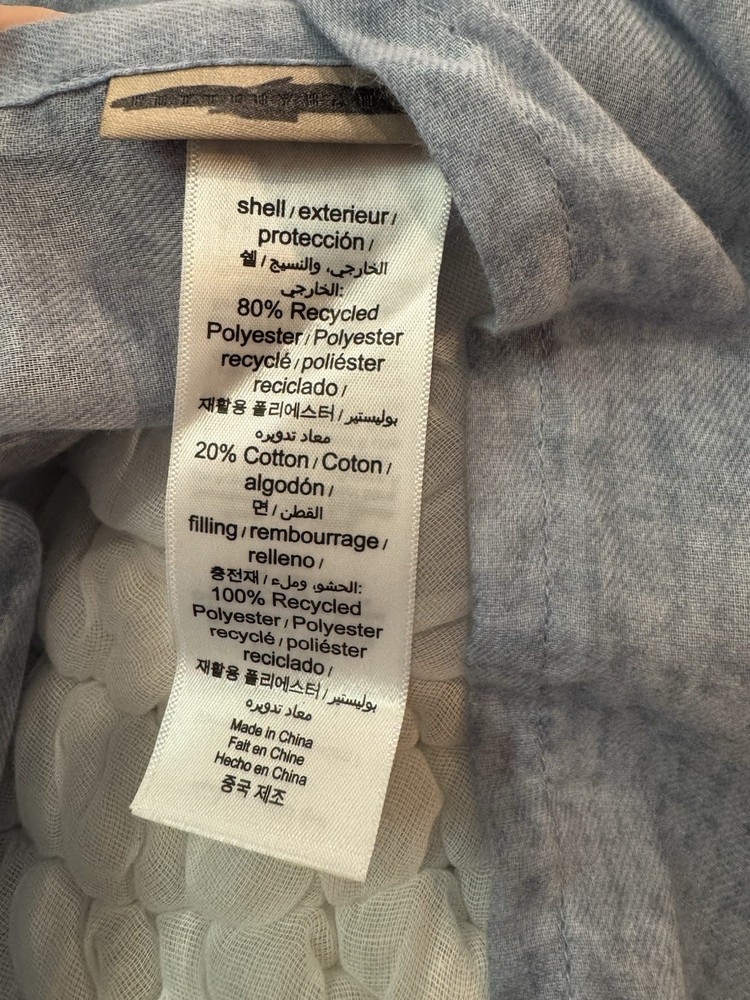 shell / exterieur /
protección /
쉘 / الخارجي، والنسيج
الخارجي:
80% Recycled
Polyester / Polyester
recyclé / poliéster
reciclado /
재활용 폴리에스터 / بوليستير
معاد تدويره
20% Cotton / Coton /
algodón /
면 / القطن
filling / rembourrage /
relleno /
충전재 / الحشو، وملء:
100% Recycled
Polyester / Polyester
recyclé / poliéster
reciclado /
재활용 폴리에스터 / بوليستير
معاد تدويره
Made in China
Fait en Chine
Hecho en China
중국 제조